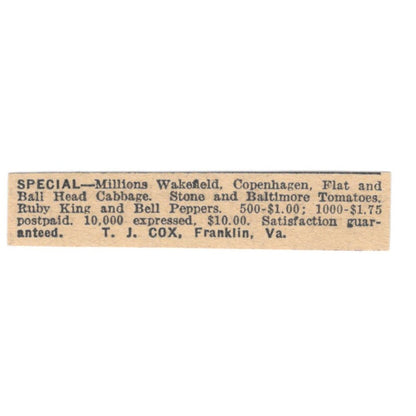 SPECIAL—Millions Wakefield, Copenhagen, Flat and
Ball Head Cabbage. Stone and Baltimore Tomatoes.
Ruby King and Bell Peppers. 500-$1.00; 1000-$1.75
postpaid. 10,000 expressed, $10.00. Satisfaction guar-
anteed. T. J. COX, Franklin, Va.